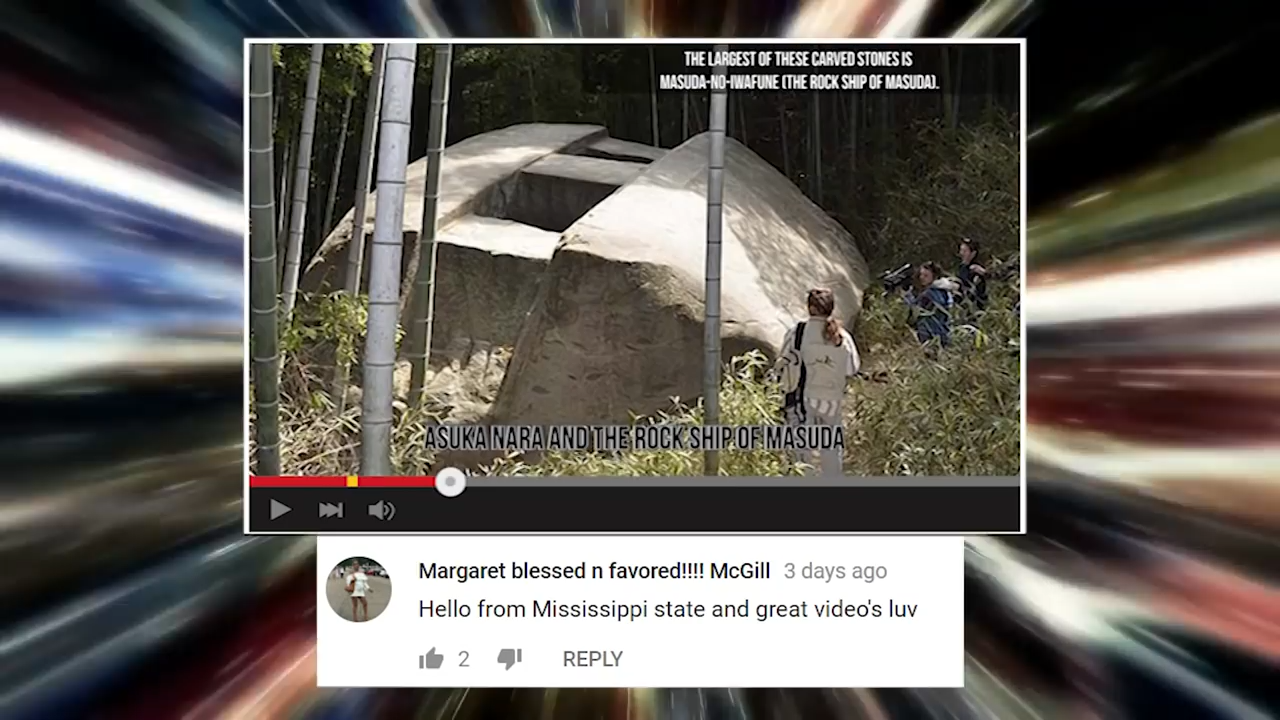 THE LARGEST OF THESE CARVED STONES IS
MASUDA-NO-IWAFUNE (THE ROCK SHIP OF MASUDA).
ASUKA NARA AND THE ROCK SHIP OF MASUDA
Margaret blessed n favored!!!! McGill 3 days ago
Hello from Mississippi state and great video's luv
2 REPLY